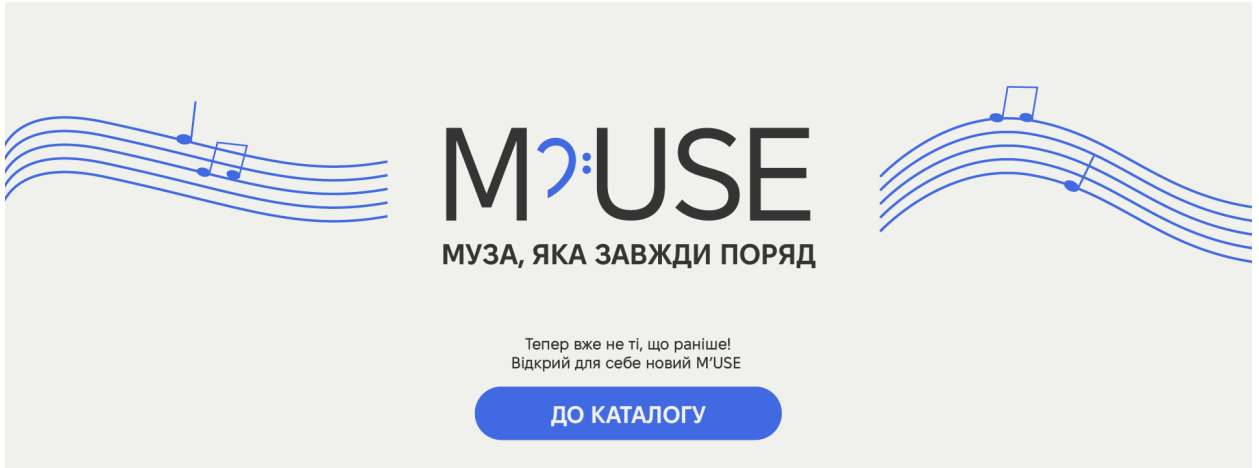 M'USE
МУЗА, ЯКА ЗАВЖДИ ПОРЯД
Тепер вже не ті, що раніше!
Відкрий для себе новий M'USE
ДО КАТАЛОГУ